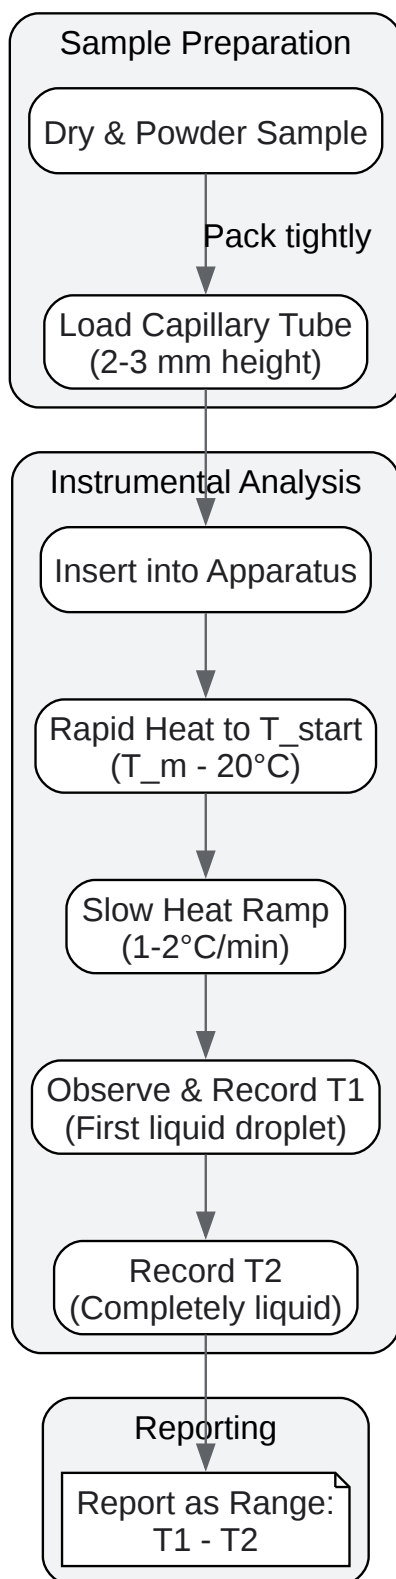 Sample Preparation
Dry & Powder Sample
Pack tightly
Load Capillary Tube
(2-3 mm height)
Instrumental Analysis
Insert into Apparatus
Rapid Heat to T_start
(T_m - 20°C)
Slow Heat Ramp
(1-2°C/min)
Observe & Record T1
(First liquid droplet)
Record T2
(Completely liquid)
Reporting
Report as Range:
T1 - T2